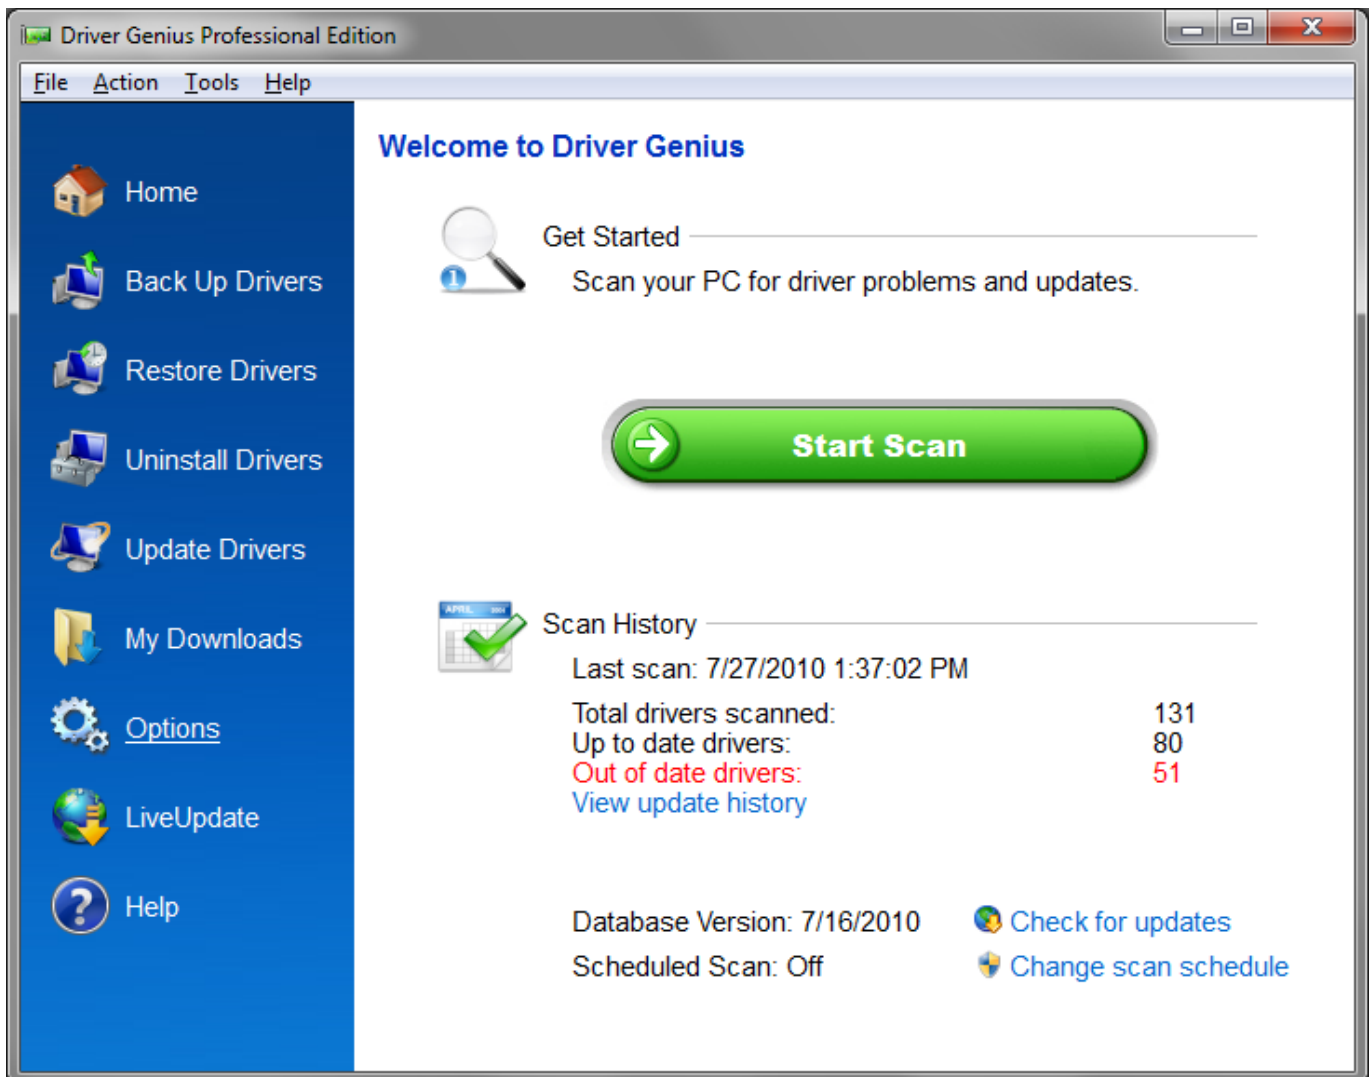 Driver Genius Professional Edition
File Action Tools Help
Welcome to Driver Genius
Home
Back Up Drivers
Restore Drivers
Uninstall Drivers
Update Drivers
My Downloads
Options
LiveUpdate
Help
1
Get Started
Scan your PC for driver problems and updates.
Start Scan
APRIL
Scan History
Last scan: 7/27/2010 1:37:02 PM
Total drivers scanned: 131
Up to date drivers: 80
Out of date drivers: 51
View update history
Database Version: 7/16/2010 Check for updates
Scheduled Scan: Off Change scan schedule